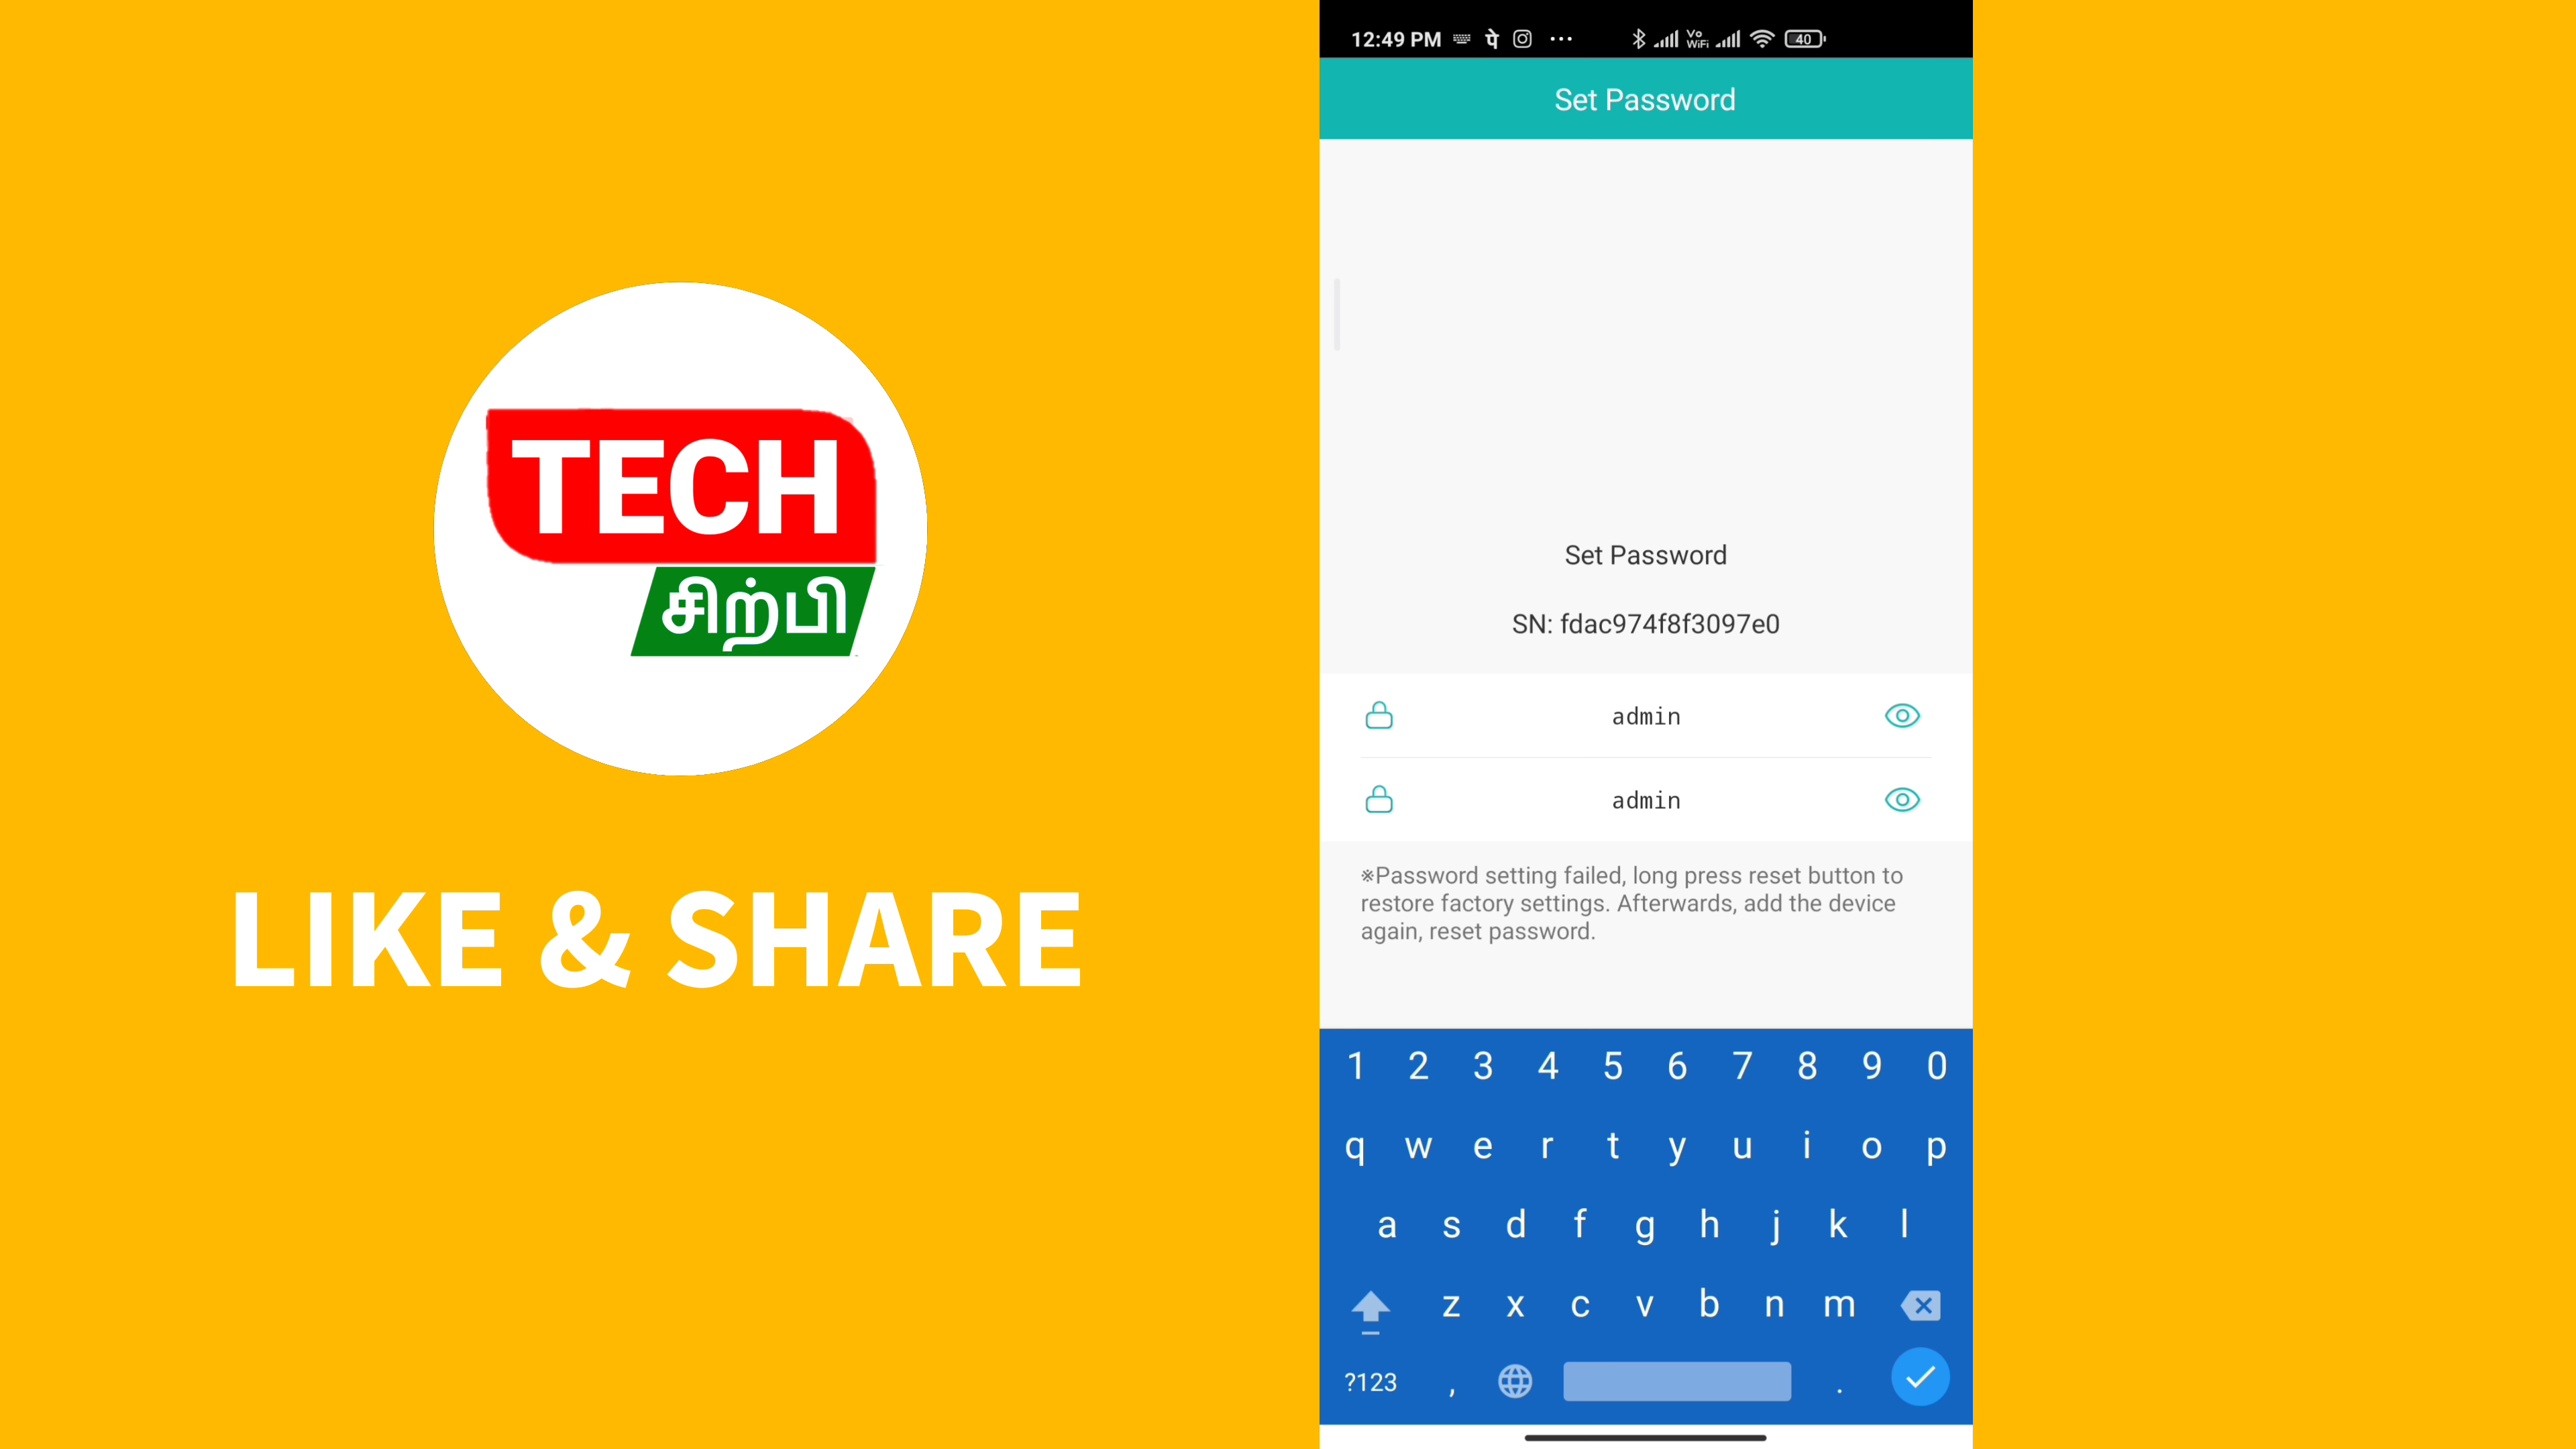 TECH
சிற்பி
LIKE & SHARE
12:49 PM पे ... Vo WiFi 40
Set Password
Set Password
SN: fdac974f8f3097e0
admin
admin
※Password setting failed, long press reset button to
restore factory settings. Afterwards, add the device
again, reset password.
1 2 3 4 5 6 7 8 9 0
q w e r t y u i o p
a s d f g h j k l
z x c v b n m
?123 , .